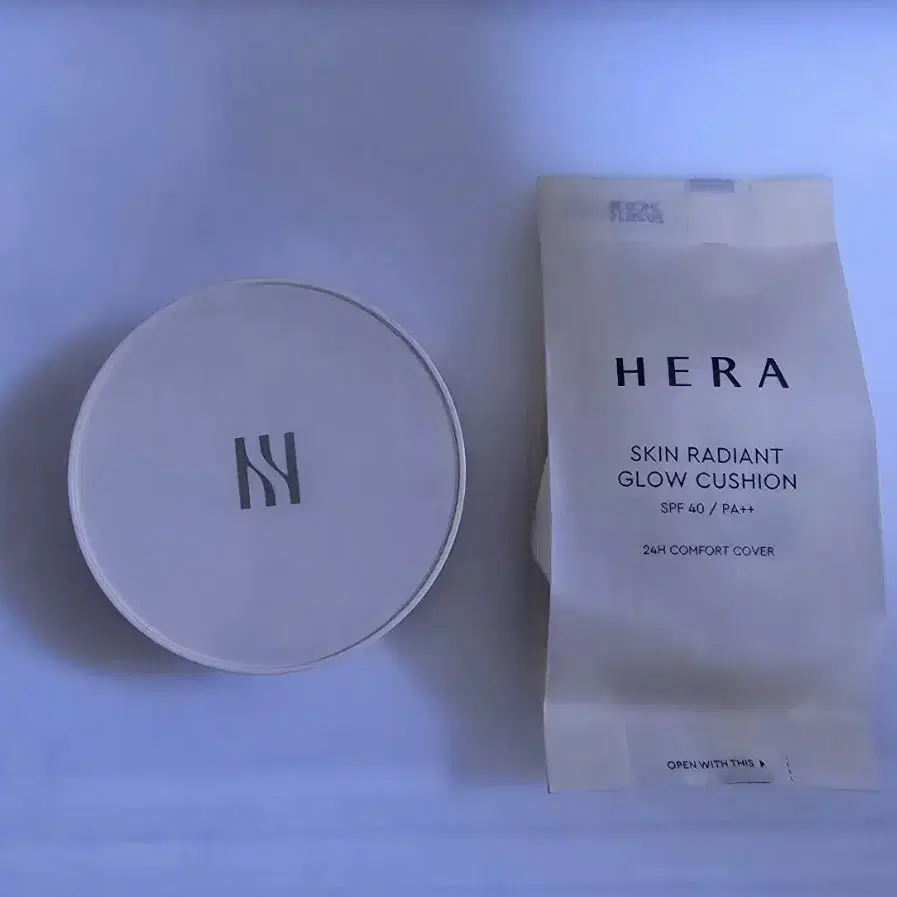 HERA
SKIN RADIANT
GLOW CUSHION
SPF 40 / PA++
24H COMFORT COVER
OPEN WITH THIS